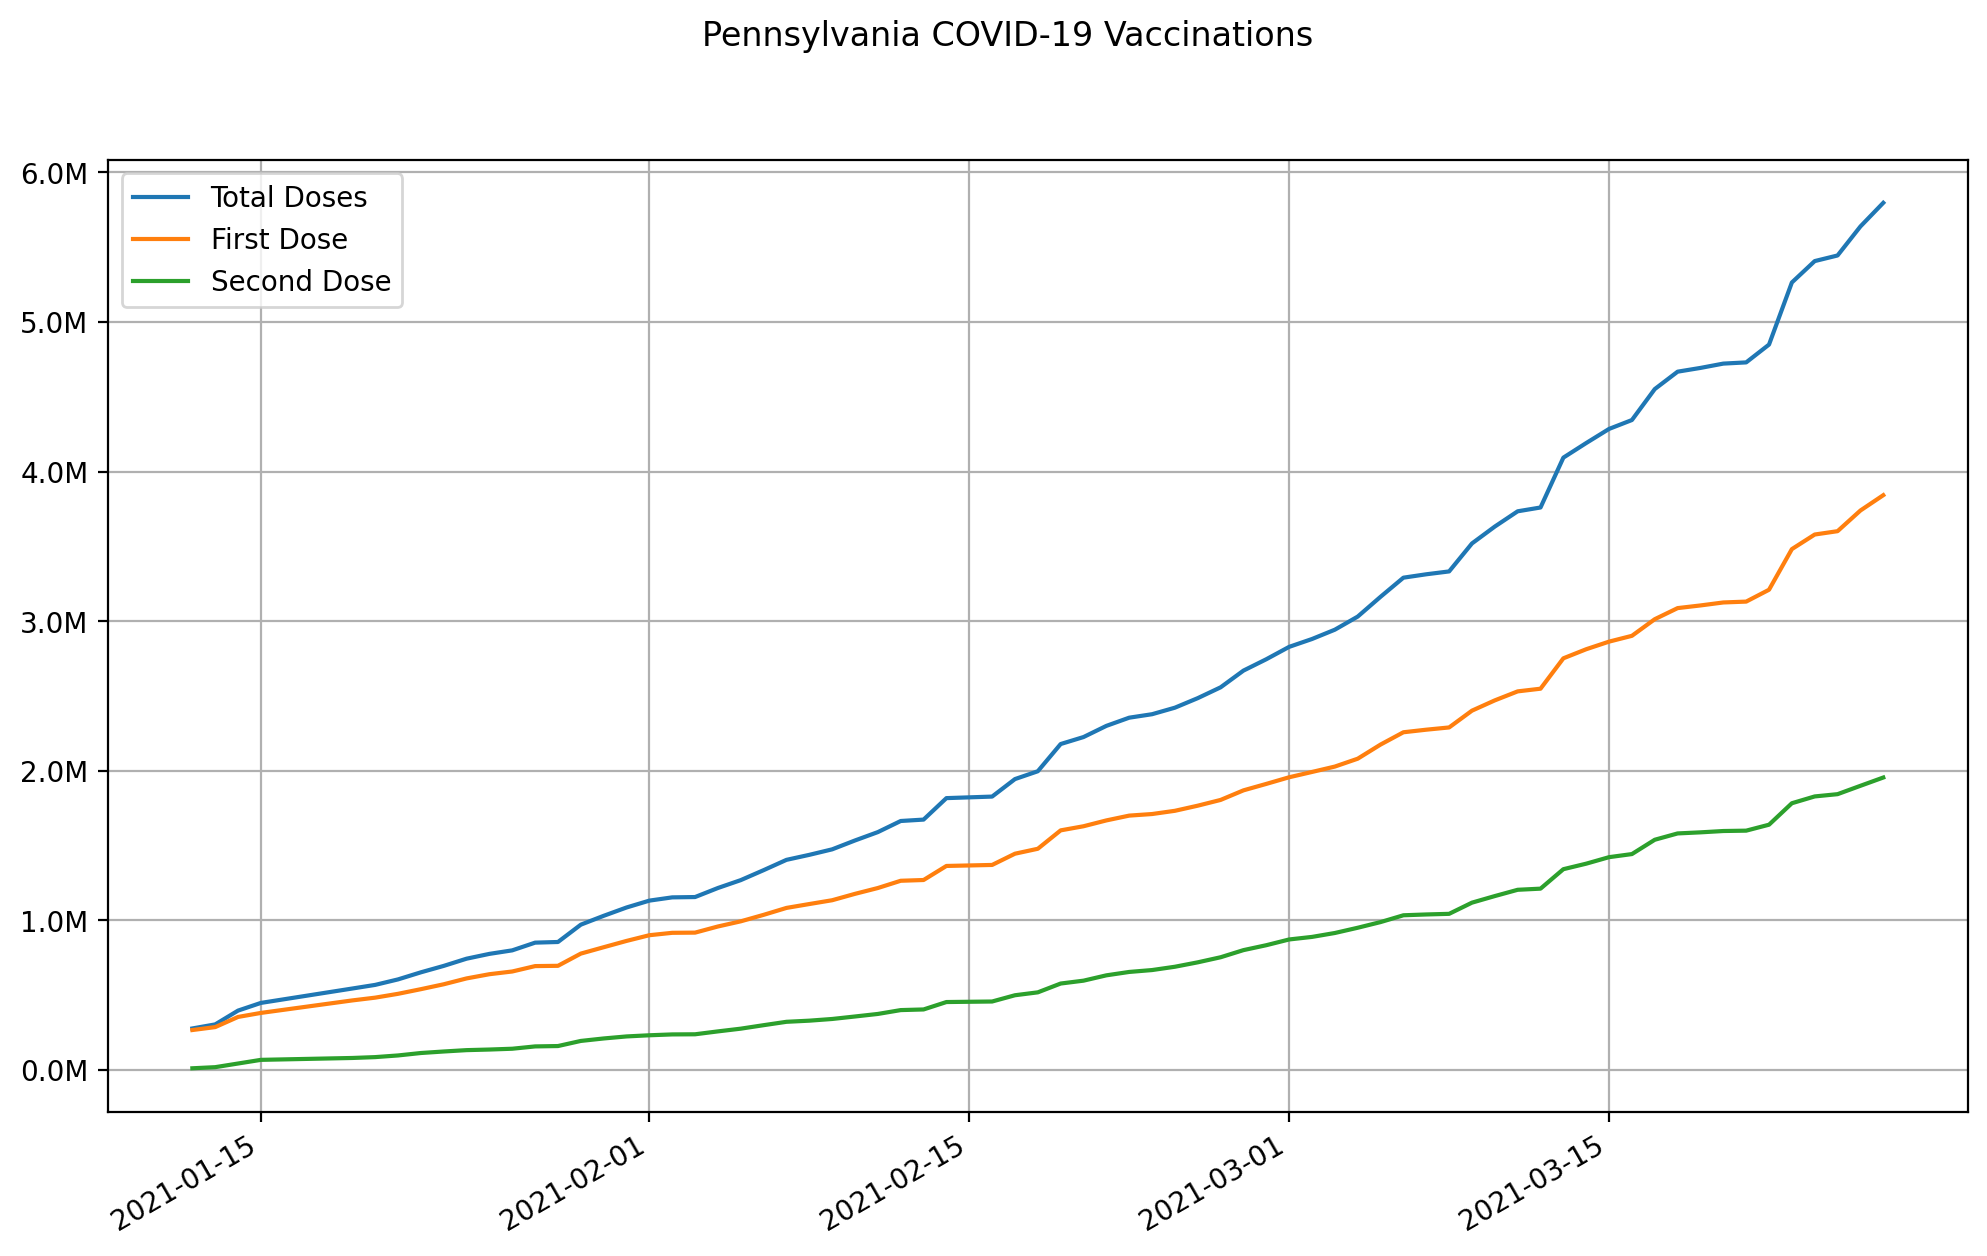 Pennsylvania COVID-19 Vaccinations
6.0M
5.0M
4.0M
3.0M
2.0M
1.0M
0.0M
Total Doses
First Dose
Second Dose
2021-01-15
2021-02-01
2021-02-15
2021-03-01
2021-03-15